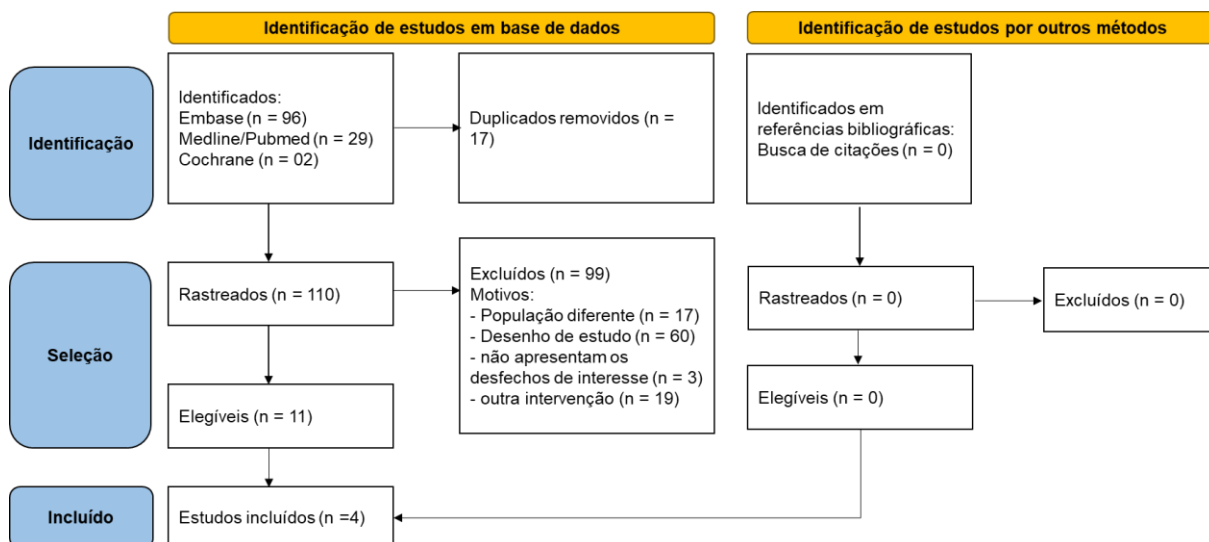 Identificação de estudos em base de dados
Identificação de estudos por outros métodos
Identificação
Identificados:
Embase (n = 96)
Medline/Pubmed (n = 29)
Cochrane (n = 02)
Duplicados removidos (n =
17)
Identificados em
referências bibliográficas:
Busca de citações (n = 0)
Seleção
Rastreados (n = 110)
Excluídos (n = 99)
Motivos:
- População diferente (n = 17)
- Desenho de estudo (n = 60)
- não apresentam os
desfechos de interesse (n = 3)
- outra intervenção (n = 19)
Rastreados (n = 0)
Excluídos (n = 0)
Elegíveis (n = 11)
Elegíveis (n = 0)
Incluído
Estudos incluídos (n =4)